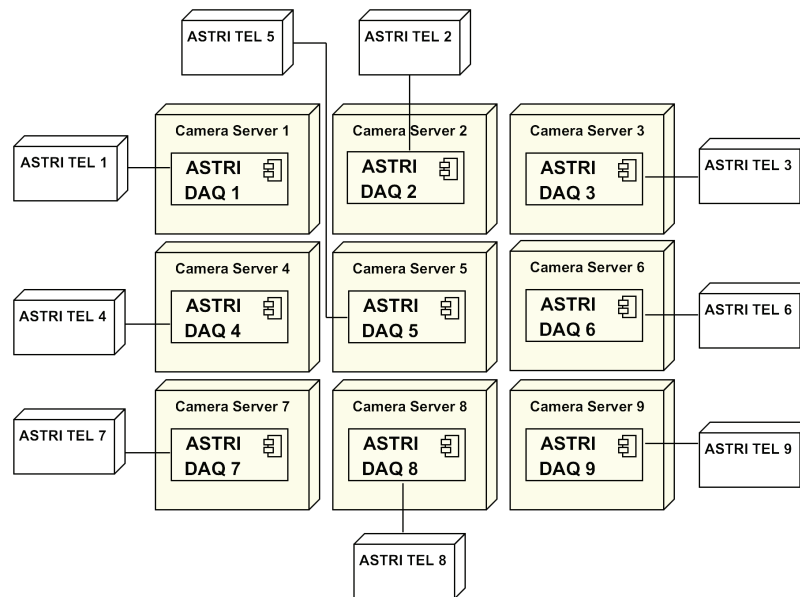 ASTRI TEL 5
ASTRI TEL 2
Camera Server 1
Camera Server 2
Camera Server 3
ASTRI TEL 1
ASTRI
DAQ 1
ASTRI
DAQ 2
ASTRI
DAQ 3
ASTRI TEL 3
Camera Server 4
Camera Server 5
Camera Server 6
ASTRI TEL 4
ASTRI
DAQ 4
ASTRI
DAQ 5
ASTRI
DAQ 6
ASTRI TEL 6
Camera Server 7
Camera Server 8
Camera Server 9
ASTRI TEL 7
ASTRI
DAQ 7
ASTRI
DAQ 8
ASTRI
DAQ 9
ASTRI TEL 9
ASTRI TEL 8